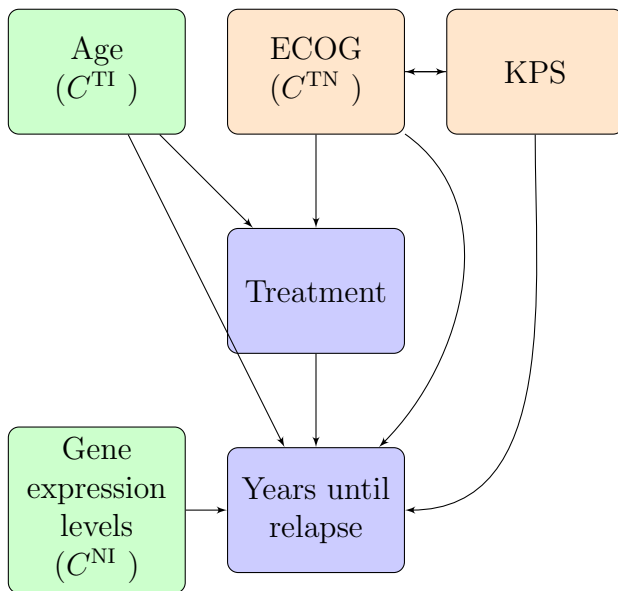 Age
(C^TI )
ECOG
(C^TN )
KPS
Treatment
Gene
expression
levels
(C^NI )
Years until
relapse